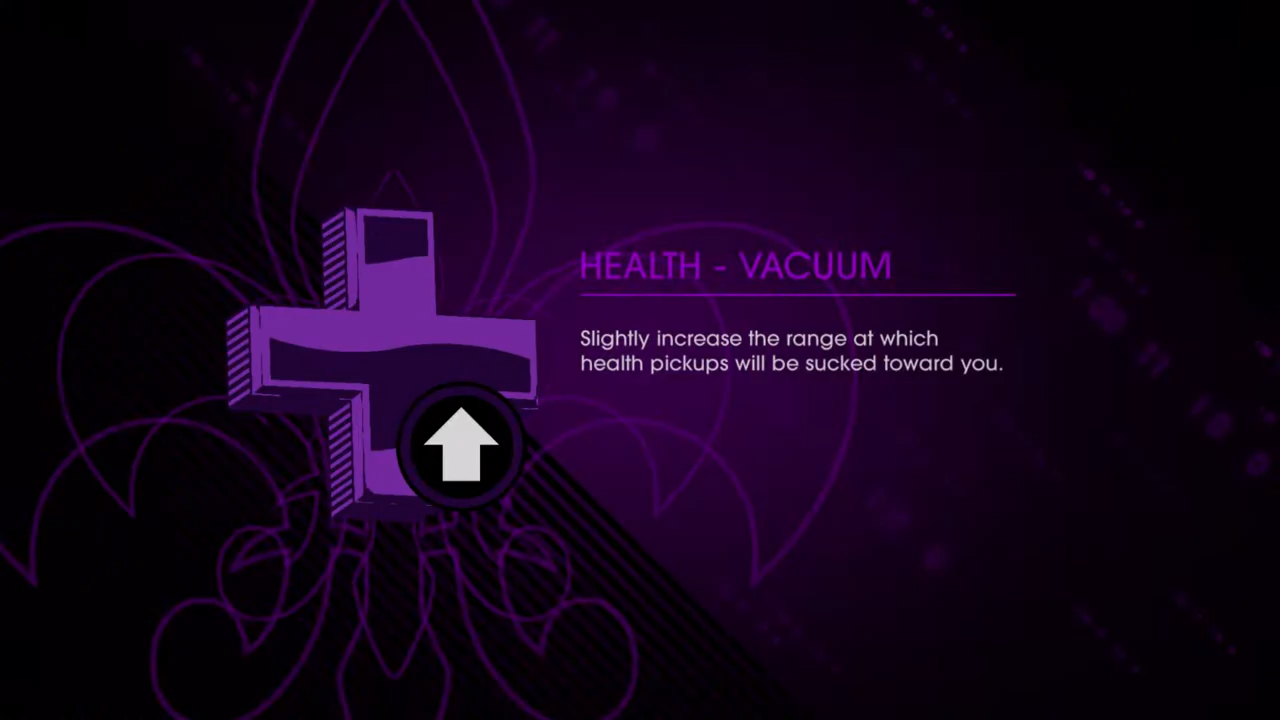 HEALTH - VACUUM
Slightly increase the range at which
health pickups will be sucked toward you.